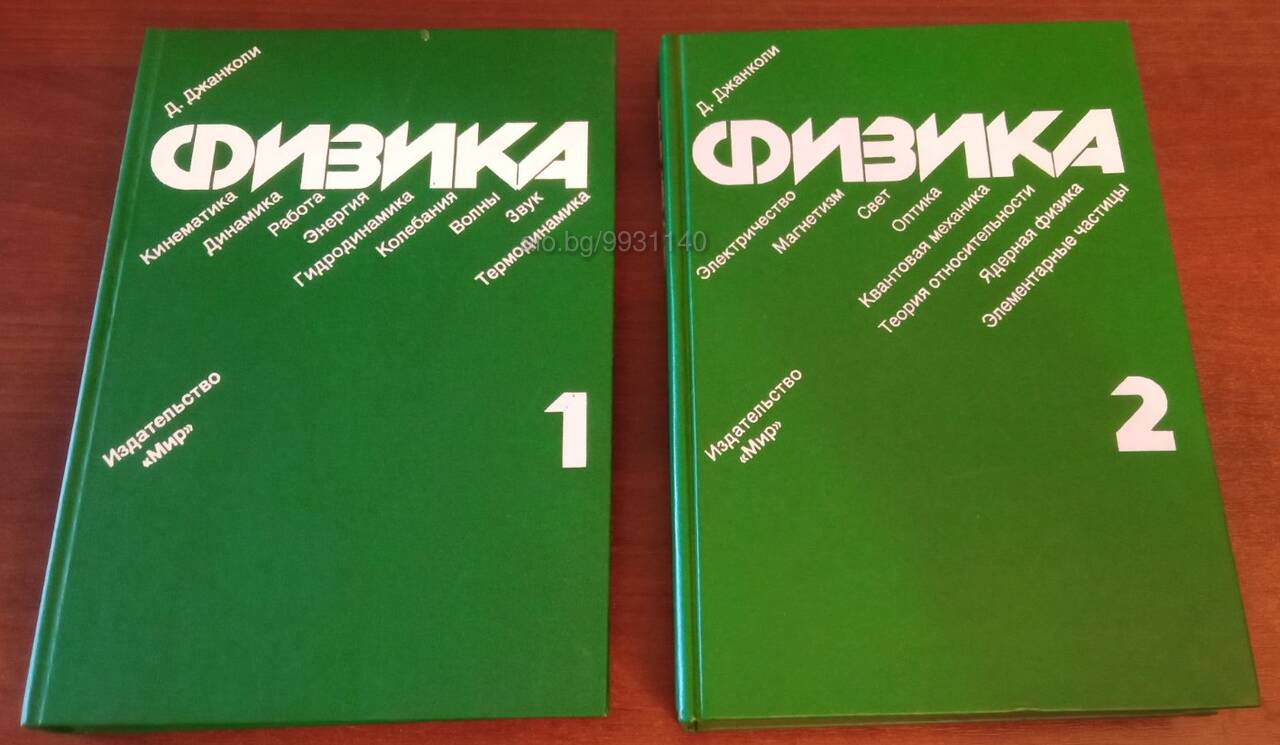 Д. Джанколи
ФИЗИКА
Кинематика
Динамика
Работа
Энергия
Гидродинамика
Колебания
Волны
Звук
Термодинамика
Издательство
«Мир»
1
Д. Джанколи
ФИЗИКА
Электричество
Магнетизм
Свет
Оптика
Квантовая механика
Теория относительности
Ядерная физика
Элементарные частицы
Издательство
«Мир»
2